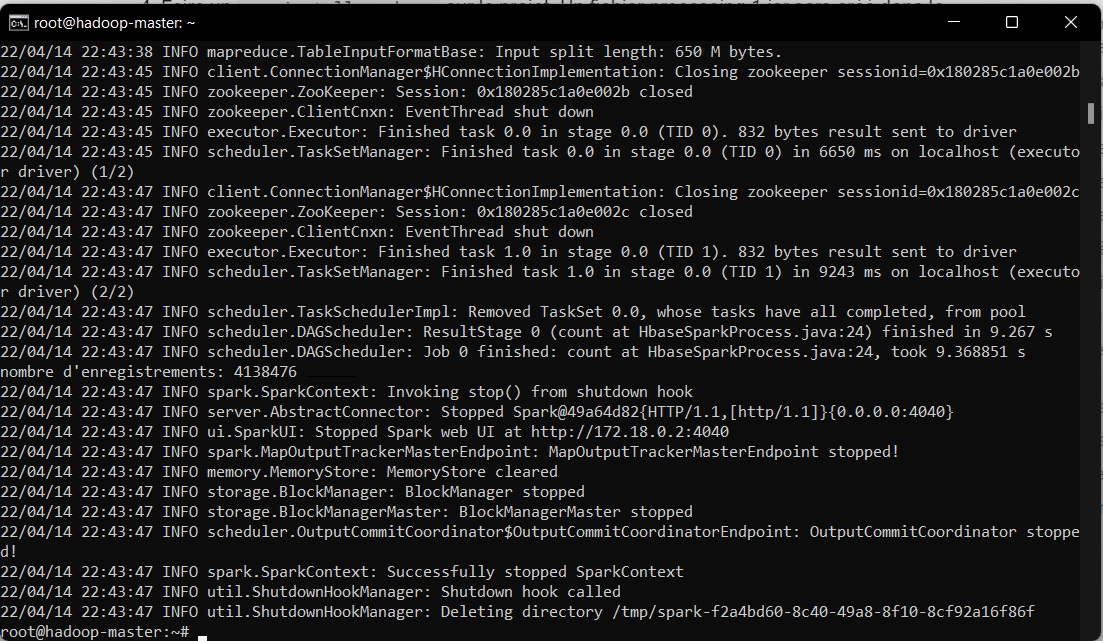 root@hadoop-master: ~
22/04/14 22:43:38 INFO mapreduce.TableInputFormatBase: Input split length: 650 M bytes.
22/04/14 22:43:45 INFO client.ConnectionManager$HConnectionImplementation: Closing zookeeper sessionid=0x180285c1a0e002b
22/04/14 22:43:45 INFO zookeeper.ZooKeeper: Session: 0x180285c1a0e002b closed
22/04/14 22:43:45 INFO zookeeper.ClientCnxn: EventThread shut down
22/04/14 22:43:45 INFO executor.Executor: Finished task 0.0 in stage 0.0 (TID 0). 832 bytes result sent to driver
22/04/14 22:43:45 INFO scheduler.TaskSetManager: Finished task 0.0 in stage 0.0 (TID 0) in 6650 ms on localhost (executo
r driver) (1/2)
22/04/14 22:43:47 INFO client.ConnectionManager$HConnectionImplementation: Closing zookeeper sessionid=0x180285c1a0e002c
22/04/14 22:43:47 INFO zookeeper.ZooKeeper: Session: 0x180285c1a0e002c closed
22/04/14 22:43:47 INFO zookeeper.ClientCnxn: EventThread shut down
22/04/14 22:43:47 INFO executor.Executor: Finished task 1.0 in stage 0.0 (TID 1). 832 bytes result sent to driver
22/04/14 22:43:47 INFO scheduler.TaskSetManager: Finished task 1.0 in stage 0.0 (TID 1) in 9243 ms on localhost (executo
r driver) (2/2)
22/04/14 22:43:47 INFO scheduler.TaskSchedulerImpl: Removed TaskSet 0.0, whose tasks have all completed, from pool
22/04/14 22:43:47 INFO scheduler.DAGScheduler: ResultStage 0 (count at HbaseSparkProcess.java:24) finished in 9.267 s
22/04/14 22:43:47 INFO scheduler.DAGScheduler: Job 0 finished: count at HbaseSparkProcess.java:24, took 9.368851 s
nombre d'enregistrements: 4138476
22/04/14 22:43:47 INFO spark.SparkContext: Invoking stop() from shutdown hook
22/04/14 22:43:47 INFO server.AbstractConnector: Stopped Spark@49a64d82{HTTP/1.1,[http/1.1]}{0.0.0.0:4040}
22/04/14 22:43:47 INFO ui.SparkUI: Stopped Spark web UI at http://172.18.0.2:4040
22/04/14 22:43:47 INFO spark.MapOutputTrackerMasterEndpoint: MapOutputTrackerMasterEndpoint stopped!
22/04/14 22:43:47 INFO memory.MemoryStore: MemoryStore cleared
22/04/14 22:43:47 INFO storage.BlockManager: BlockManager stopped
22/04/14 22:43:47 INFO storage.BlockManagerMaster: BlockManagerMaster stopped
22/04/14 22:43:47 INFO scheduler.OutputCommitCoordinator$OutputCommitCoordinatorEndpoint: OutputCommitCoordinator stoppe
d!
22/04/14 22:43:47 INFO spark.SparkContext: Successfully stopped SparkContext
22/04/14 22:43:47 INFO util.ShutdownHookManager: Shutdown hook called
22/04/14 22:43:47 INFO util.ShutdownHookManager: Deleting directory /tmp/spark-f2a4bd60-8c40-49a8-8f10-8cf92a16f86f
root@hadoop-master:~#